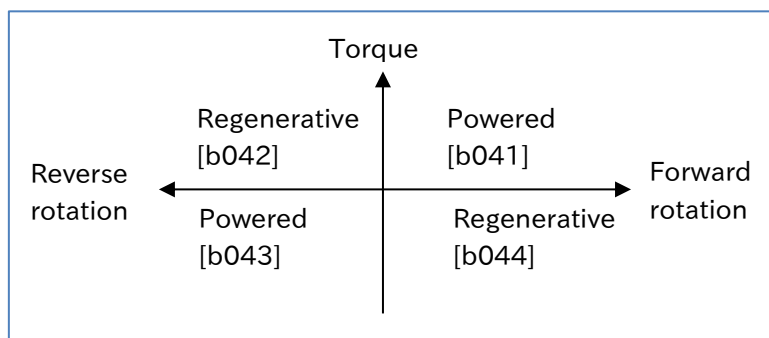 Torque
Regenerative
[b042]
Powered
[b041]
Reverse
rotation
Forward
rotation
Powered
[b043]
Regenerative
[b044]